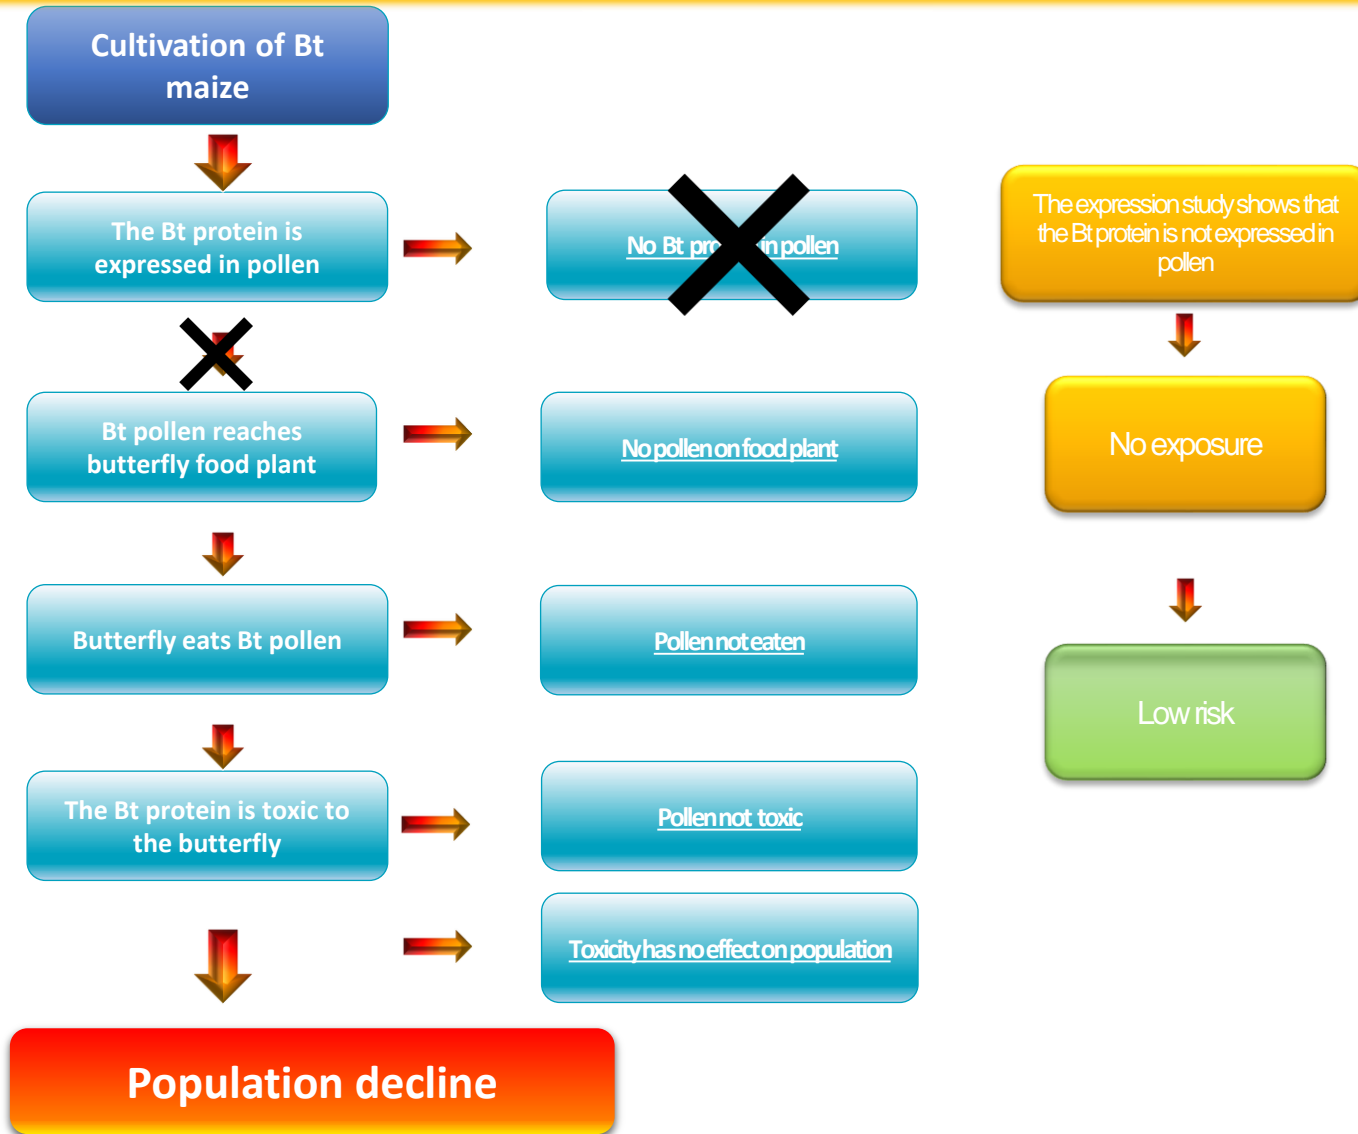 Cultivation of Bt
maize
The Bt protein is
expressed in pollen
No Bt in pollen
The expression study shows that
the Bt protein is not expressed in
pollen
Bt pollen reaches
butterfly food plant
No pollen on food plant
No exposure
Butterfly eats Bt pollen
Pollen not eaten
Low risk
The Bt protein is toxic to
the butterfly
Pollen not toxic
Toxicity has no effect on population
Population decline